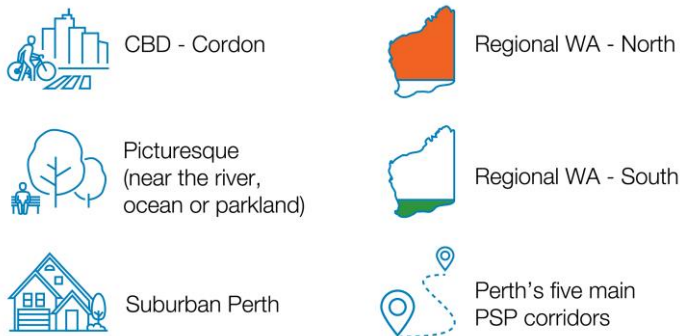 CBD - Cordon
Regional WA - North
Picturesque
(near the river,
ocean or parkland)
Regional WA - South
Suburban Perth
Perth's five main
PSP corridors